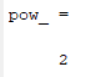 pow_ =
2